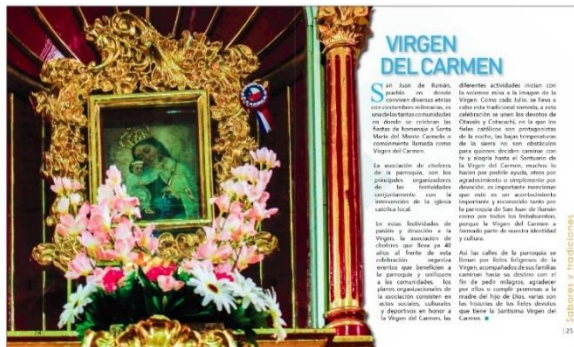 VIRGEN
DEL CARMEN
San Juan de Ilumán,
pueblo en donde
conviven diversas etnias
con costumbres milenarias, es
una de las tantas comunidades
en donde se celebran las
fiestas de homenaje a Santa
María del Monte Carmelo o
comúnmente llamada como
Virgen del Carmen.
La asociación de choferes
de la parroquia, son los
principales organizadores
de las festividades
conjuntamente con la
intervención de la iglesia
católica local.
En estas festividades de
pasión y devoción a la
Virgen, la asociación de
choferes que lleva ya 40
años al frente de esta
celebración organiza
eventos que benefician a
la parroquia y unifiquen
a las comunidades, los
planes organizacionales de
la asociación consisten en
actos sociales, culturales
y deportivos en honor a
la Virgen del Carmen, las
diferentes actividades inician con
la solemne misa a la imagen de la
Virgen. Como cada Julio, se lleva a
cabo esta tradicional romería, a esta
celebración se unen los devotos de
Otavalo y Cotacachi, en la que los
fieles católicos son protagonistas
de la noche, las bajas temperaturas
de la sierra no son obstáculos
para quienes deciden caminar con
fe y alegría hasta el Santuario de
la Virgen del Carmen, muchos lo
hacen por pedirle ayuda, otros por
agradecimiento o simplemente por
devoción, es importante mencionar
que este es un acontecimiento
importante y reconocido tanto por
la parroquia de San Juan de Ilumán
como por todos los Imbabureños,
porque la Virgen del Carmen a
formado parte de nuestra identidad
y cultura.
Así las calles de la parroquia se
llenan por fieles feligreses de la
Virgen, acompañados de sus familias
caminan hacia su destino con el
fin de pedir milagros, agradecer
por ellos o cumplir promesas a la
madre del hijo de Dios, varias son
las historias de los fieles devotos
que tiene la Santísima Virgen del
Carmen.
Sabores y tradiciones
|25